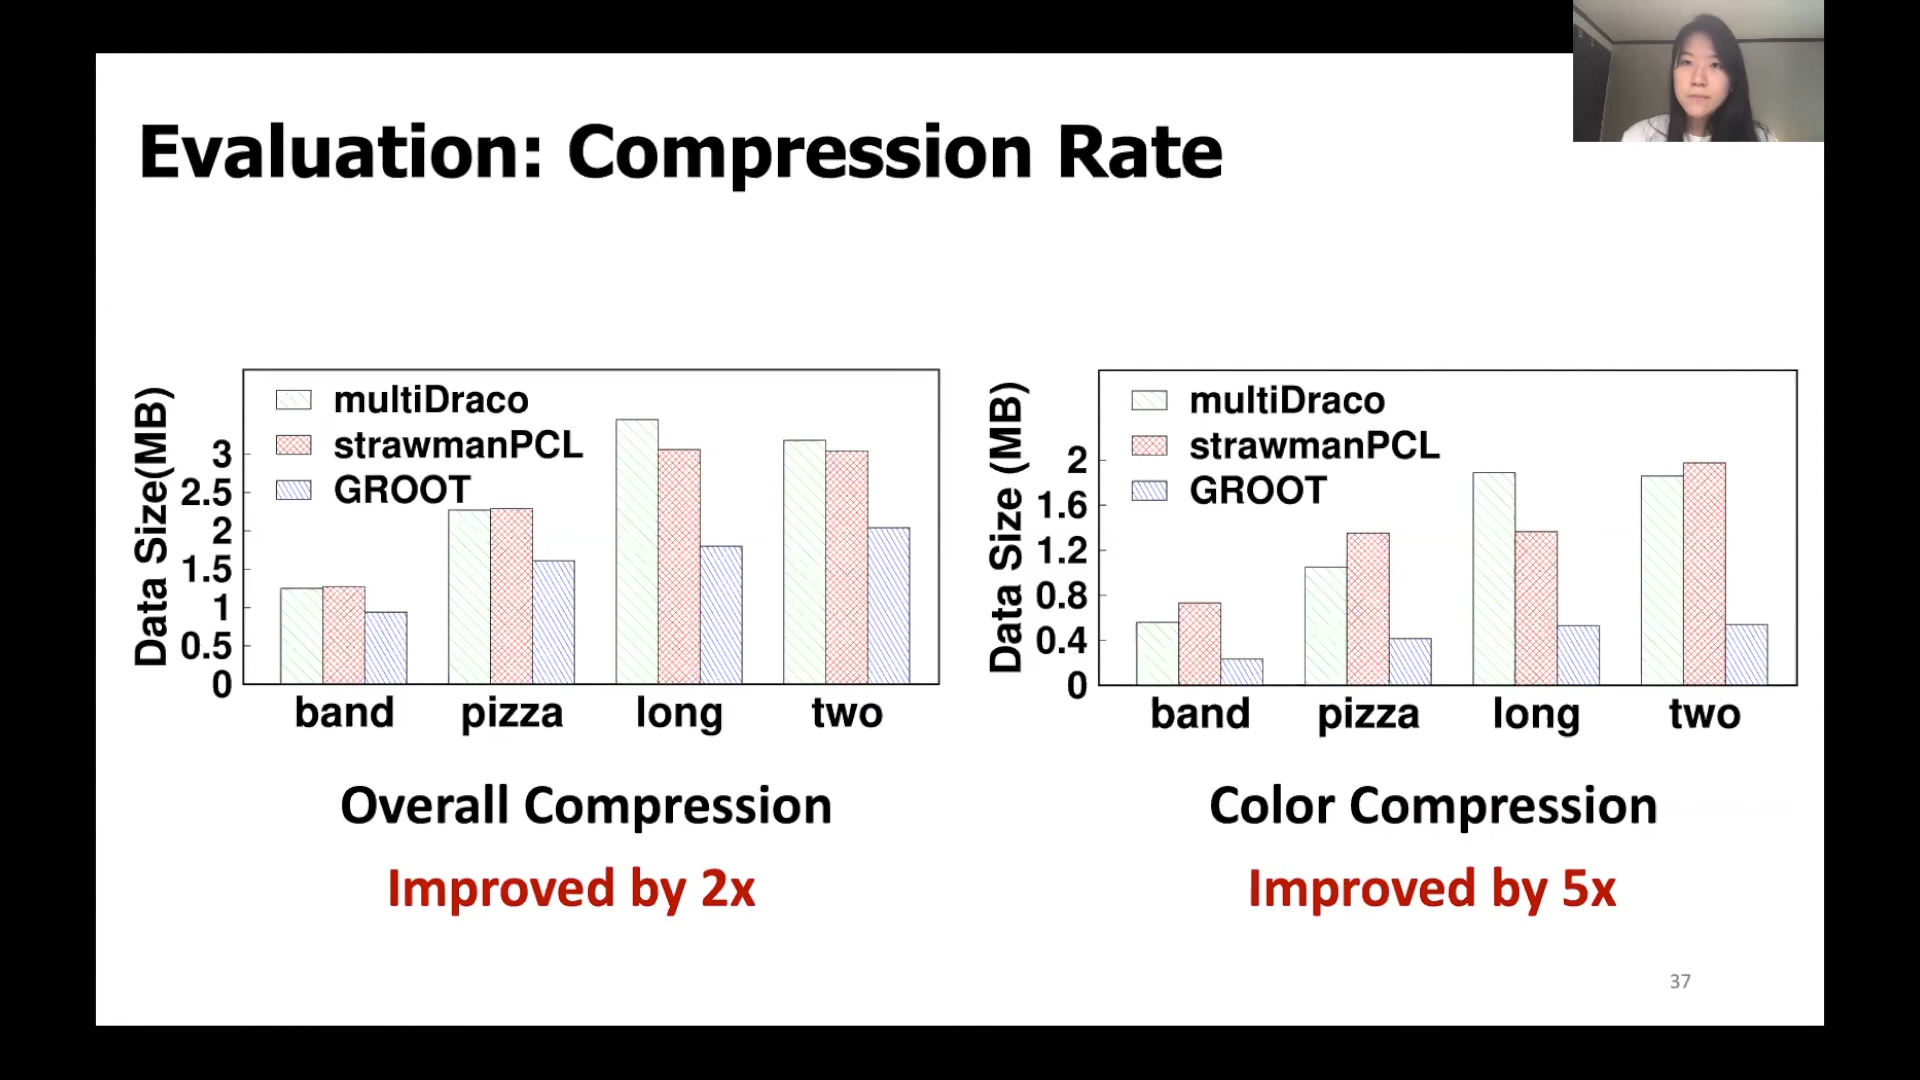 Evaluation: Compression Rate
Data Size(MB)
3
2.5
2
1.5
1
0.5
0
multiDraco
strawmanPCL
GROOT
band pizza long two
Overall Compression
Improved by 2x
Data Size (MB)
2
1.6
1.2
0.8
0.4
0
multiDraco
strawmanPCL
GROOT
band pizza long two
Color Compression
Improved by 5x
37